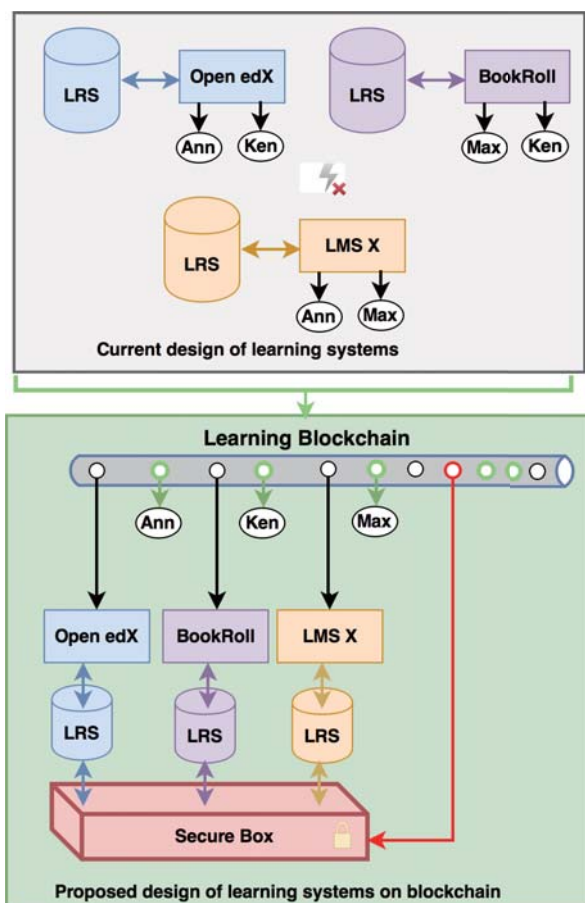 Open edX
BookRoll
LRS
LRS
Ann
Ken
Max
Ken
LMS X
LRS
Ann
Max
Current design of learning systems
Learning Blockchain
Ann
Ken
Max
Open edX
BookRoll
LMS X
LRS
LRS
LRS
Secure Box
Proposed design of learning systems on blockchain